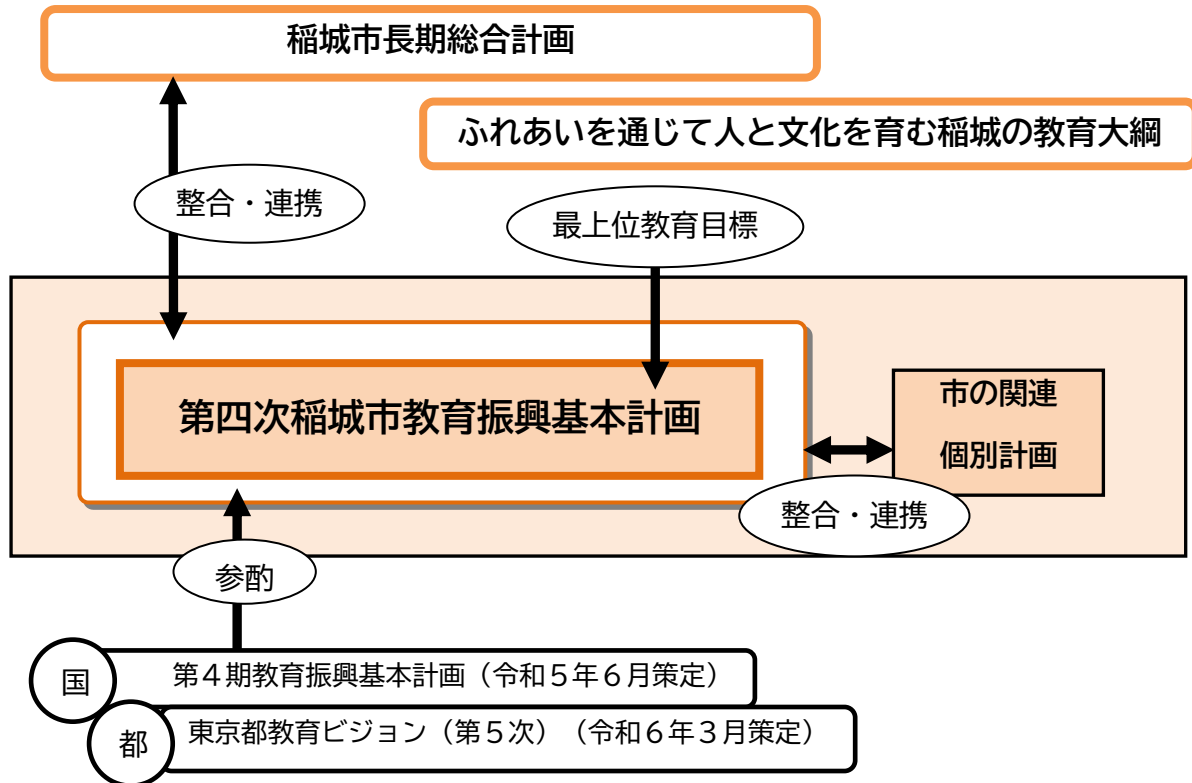 稲城市長期総合計画
ふれあいを通じて人と文化を育む稲城の教育大綱
整合・連携
最上位教育目標
第四次稲城市教育振興基本計画
市の関連
個別計画
整合・連携
参酌
国
第４期教育振興基本計画（令和５年６月策定）
都
東京都教育ビジョン（第５次）（令和６年３月策定）